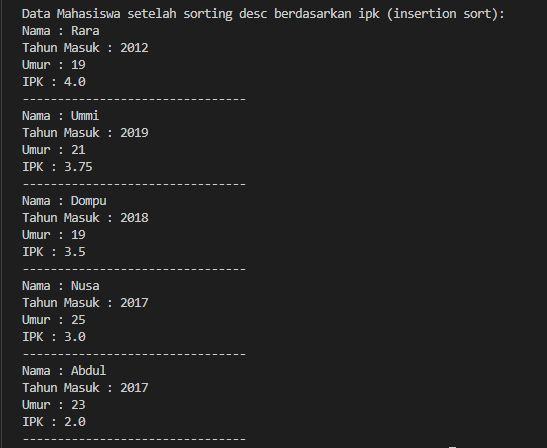 Data Mahasiswa setelah sorting desc berdasarkan ipk (insertion sort):
Nama : Rara
Tahun Masuk : 2012
Umur : 19
IPK : 4.0
--------------------------------
Nama : Ummi
Tahun Masuk : 2019
Umur : 21
IPK : 3.75
--------------------------------
Nama : Dompu
Tahun Masuk : 2018
Umur : 19
IPK : 3.5
--------------------------------
Nama : Nusa
Tahun Masuk : 2017
Umur : 25
IPK : 3.0
--------------------------------
Nama : Abdul
Tahun Masuk : 2017
Umur : 23
IPK : 2.0
--------------------------------